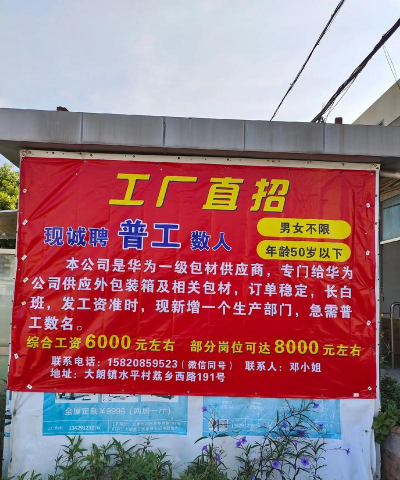 工厂直招
现诚聘 普工 数人
男女不限
年龄50岁以下
本公司是华为一级包材供应商，专门给华为
公司供应外包装箱及相关包材，订单稳定，长白
班，发工资准时，现新增一个生产部门，急需普
工数名。
综合工资6000元左右 部分岗位可达8000元左右
联系电话：15820859523（微信同号） 联系人：邓小姐
地址：大朗镇水平村荔乡西路191号